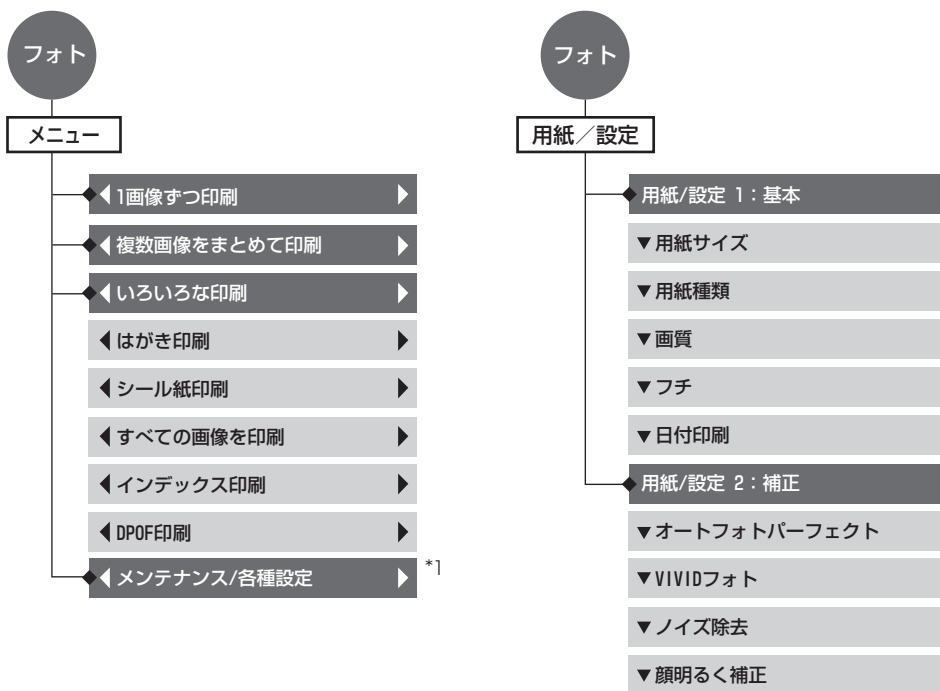 フォト
メニュー
1画像ずつ印刷
複数画像をまとめて印刷
いろいろな印刷
はがき印刷
シール紙印刷
すべての画像を印刷
インデックス印刷
DPOF印刷
メンテナンス/各種設定
*1
フォト
用紙／設定
用紙/設定 1：基本
▼用紙サイズ
▼用紙種類
▼画質
▼フチ
▼日付印刷
用紙/設定 2：補正
▼オートフォトパーフェクト
▼VIVIDフォト
▼ノイズ除去
▼顔明るく補正